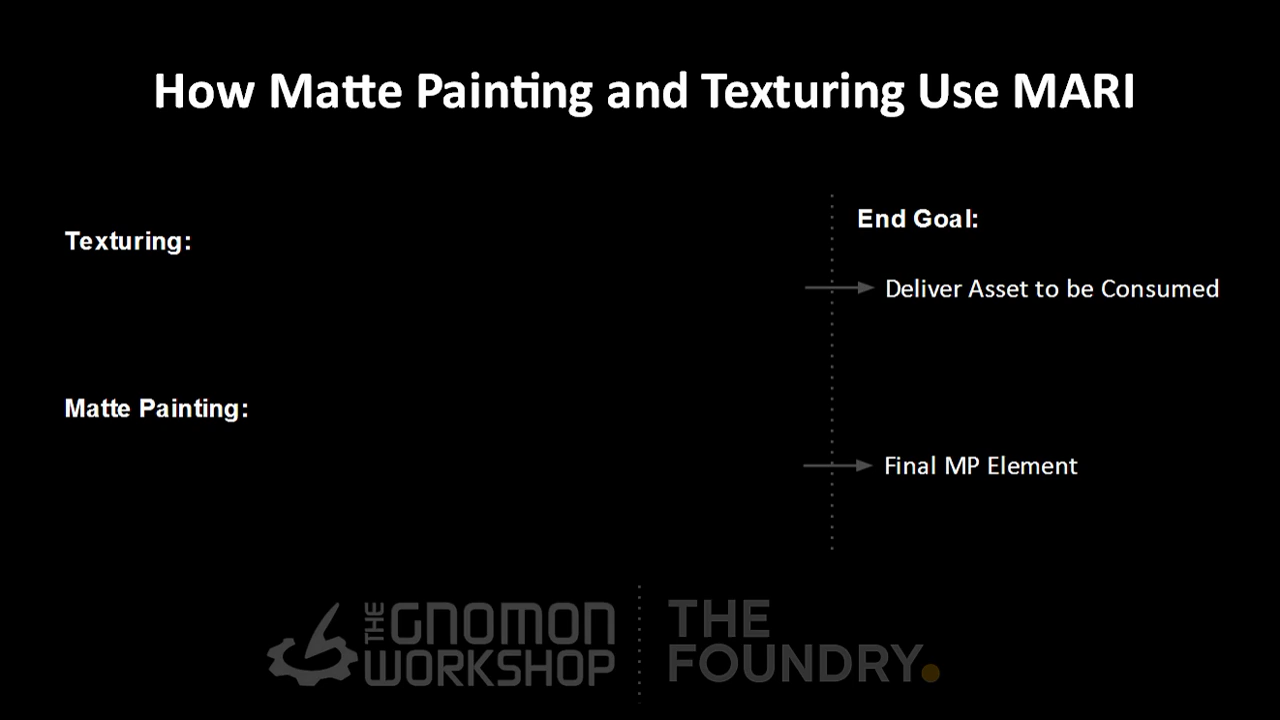 How Matte Painting and Texturing Use MARI
Texturing:
End Goal:
Deliver Asset to be Consumed
Matte Painting:
Final MP Element
THE GNOMON WORKSHOP
THE FOUNDRY.